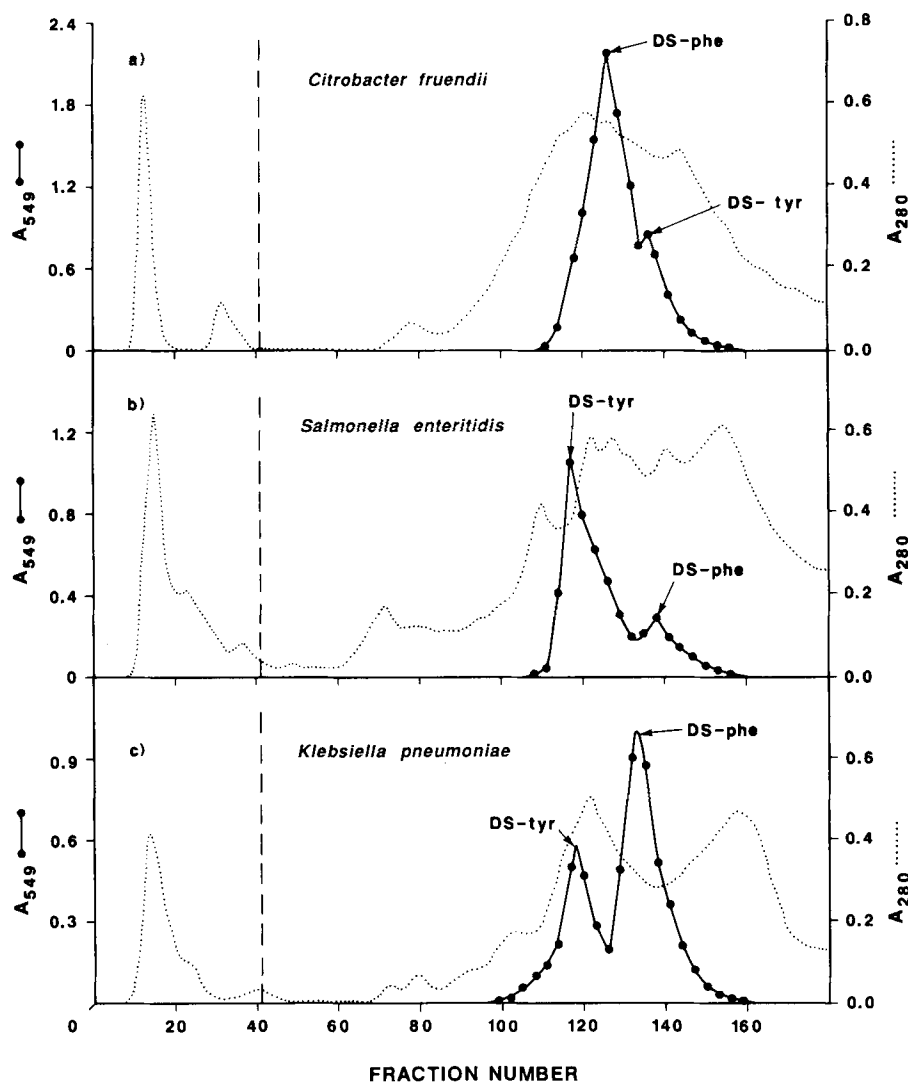 2.4
1.8
1.2
0.6
0
A549
a)
Citrobacter fruendii
DS-phe
DS- tyr
0.8
0.6
0.4
0.2
0.0
A280
1.2
0.8
0.4
0
A549
b)
Salmonella enteritidis
DS-tyr
DS-phe
0.6
0.4
0.2
0.0
A280
0.9
0.6
0.3
A549
c)
Klebsiella pneumoniae
DS-tyr
DS-phe
0.6
0.4
0.2
0.0
A280
0 20 40 60 80 100 120 140 160
FRACTION NUMBER